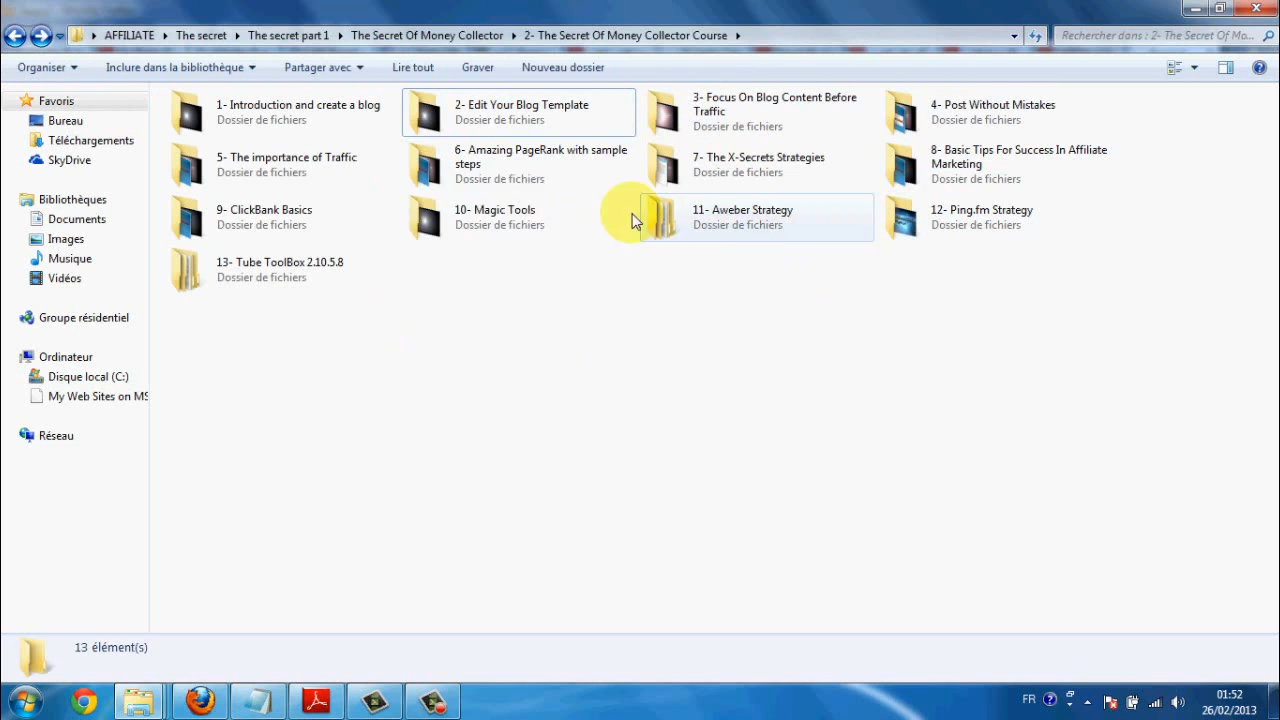 AFFILIATE
The secret
The secret part 1
The Secret Of Money Collector
2- The Secret Of Money Collector Course
Rechercher dans : 2- The Secret Of Mo...
Organiser
Inclure dans la bibliothèque
Partager avec
Lire tout
Graver
Nouveau dossier
Favoris
Bureau
Téléchargements
SkyDrive
Bibliothèques
Documents
Images
Musique
Vidéos
Groupe résidentiel
Ordinateur
Disque local (C:)
My Web Sites on MS
Réseau
1- Introduction and create a blog
Dossier de fichiers
2- Edit Your Blog Template
Dossier de fichiers
3- Focus On Blog Content Before
Traffic
Dossier de fichiers
4- Post Without Mistakes
Dossier de fichiers
5- The importance of Traffic
Dossier de fichiers
6- Amazing PageRank with sample
steps
Dossier de fichiers
7- The X-Secrets Strategies
Dossier de fichiers
8- Basic Tips For Success In Affiliate
Marketing
Dossier de fichiers
9- ClickBank Basics
Dossier de fichiers
10- Magic Tools
Dossier de fichiers
11- Aweber Strategy
Dossier de fichiers
12- Ping.fm Strategy
Dossier de fichiers
13- Tube ToolBox 2.10.5.8
Dossier de fichiers
13 élément(s)
FR
01:52
26/02/2013